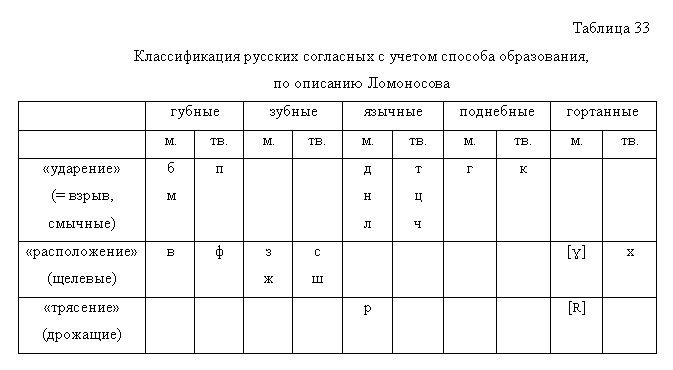 Таблица 33
Классификация русских согласных с учетом способа образования,
по описанию Ломоносова
губные зубные язычные поднебные гортанные
м. тв. м. тв. м. тв. м. тв. м. тв.
«ударение» б п д т г к
(= взрыв, м н ц
смычные) л ч
«расположение» в ф з с [ɣ] х
(щелевые) ж ш
«трясение» р [R]
(дрожащие)